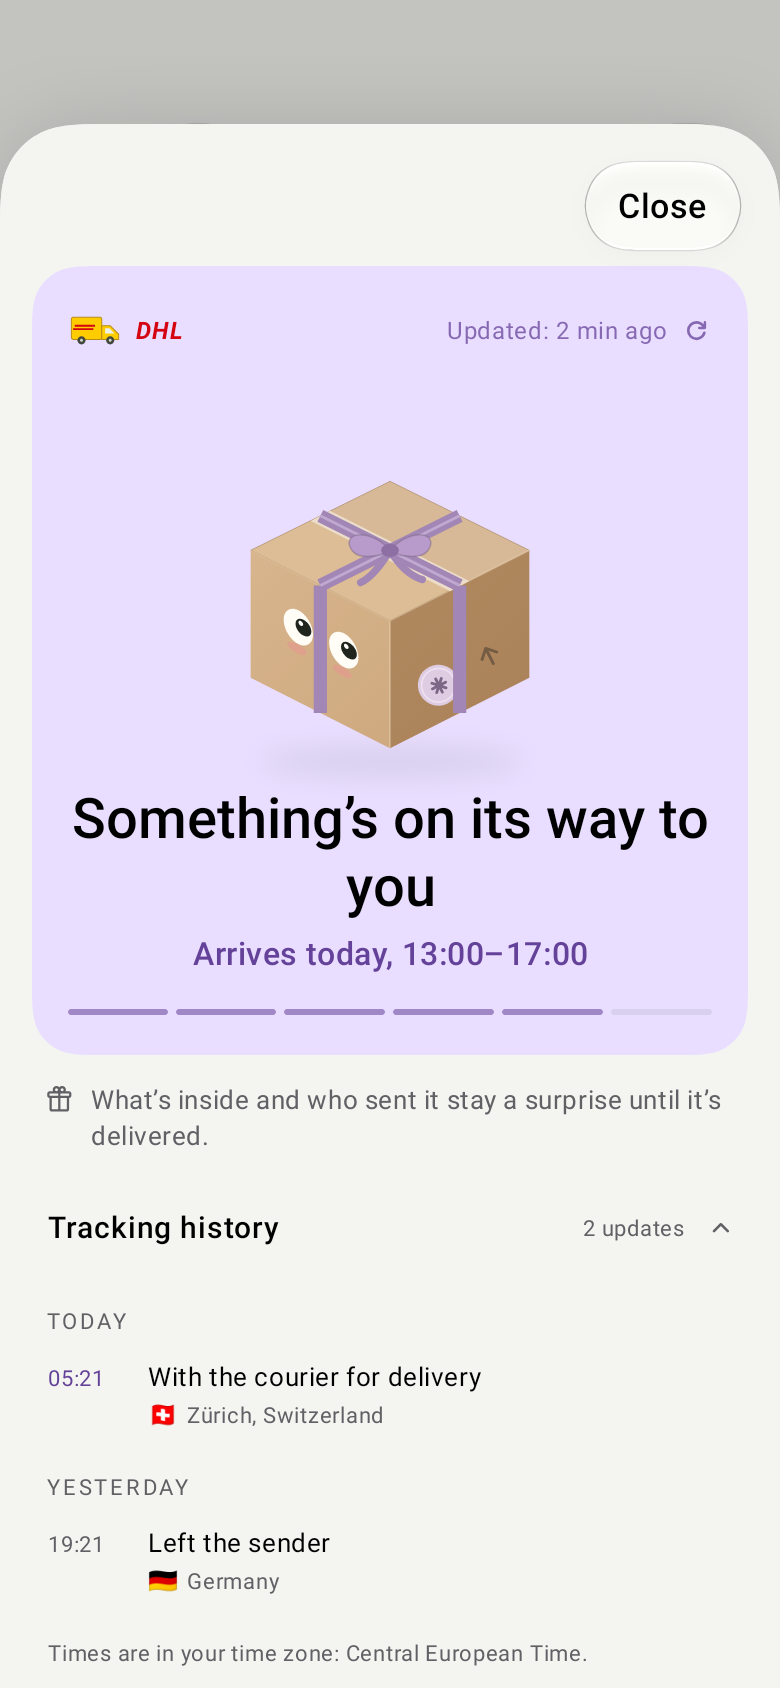 Close
DHL
Updated: 2 min ago
Something’s on its way to
you
Arrives today, 13:00–17:00
What’s inside and who sent it stay a surprise until it’s
delivered.
Tracking history
2 updates
TODAY
05:21
With the courier for delivery
Zürich, Switzerland
YESTERDAY
19:21
Left the sender
Germany
Times are in your time zone: Central European Time.